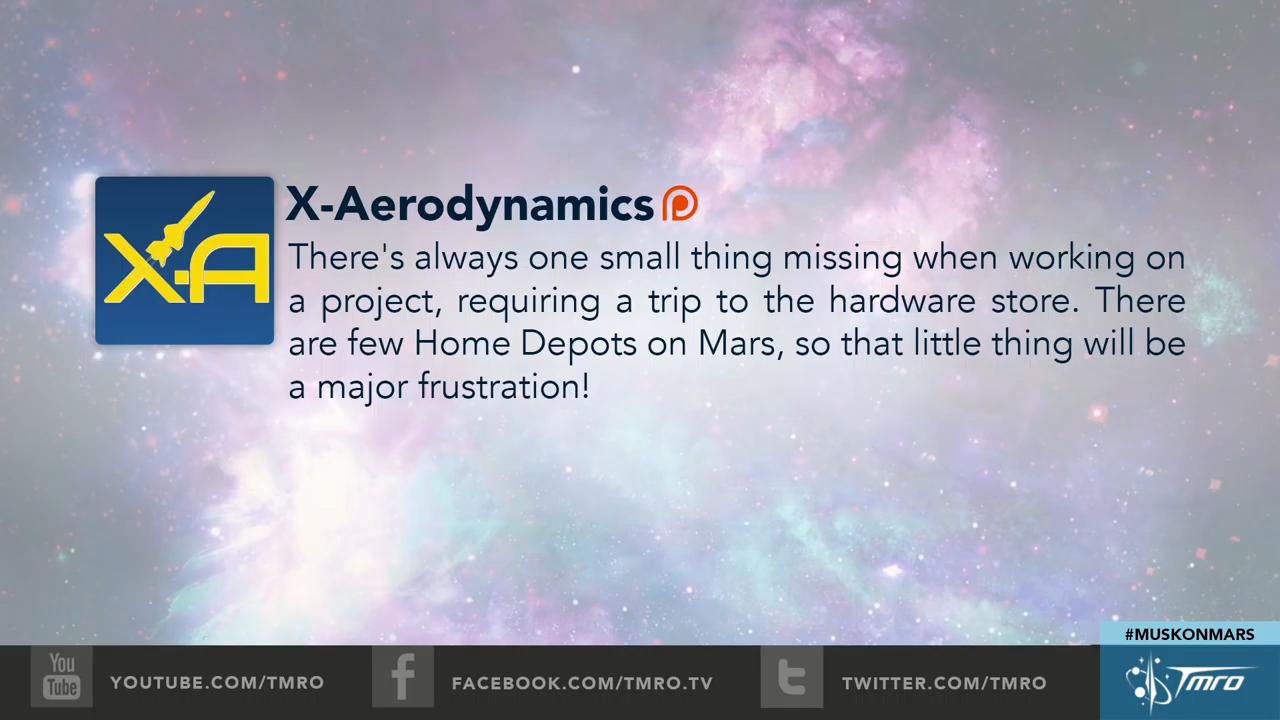 X-A
X-Aerodynamics
There's always one small thing missing when working on
a project, requiring a trip to the hardware store. There
are few Home Depots on Mars, so that little thing will be
a major frustration!
#MUSKONMARS
You
Tube
YOUTUBE.COM/TMRO
FACEBOOK.COM/TMRO.TV
TWITTER.COM/TMRO
Tmro